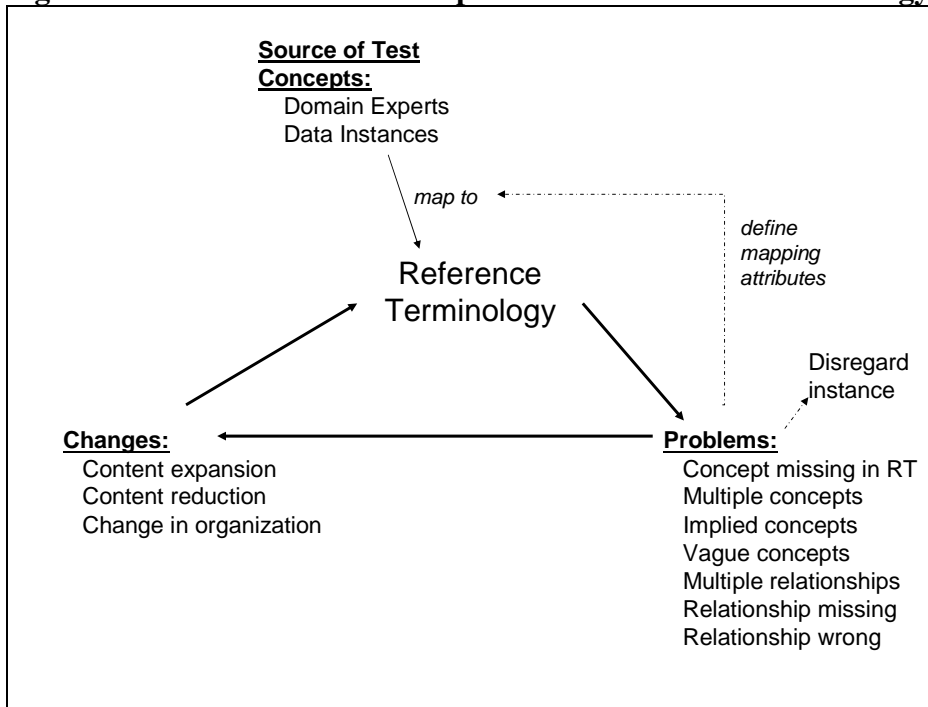 Source of Test
Concepts:
Domain Experts
Data Instances
map to
define
mapping
attributes
Reference
Terminology
Disregard
instance
Changes:
Content expansion
Content reduction
Change in organization
Problems:
Concept missing in RT
Multiple concepts
Implied concepts
Vague concepts
Multiple relationships
Relationship missing
Relationship wrong